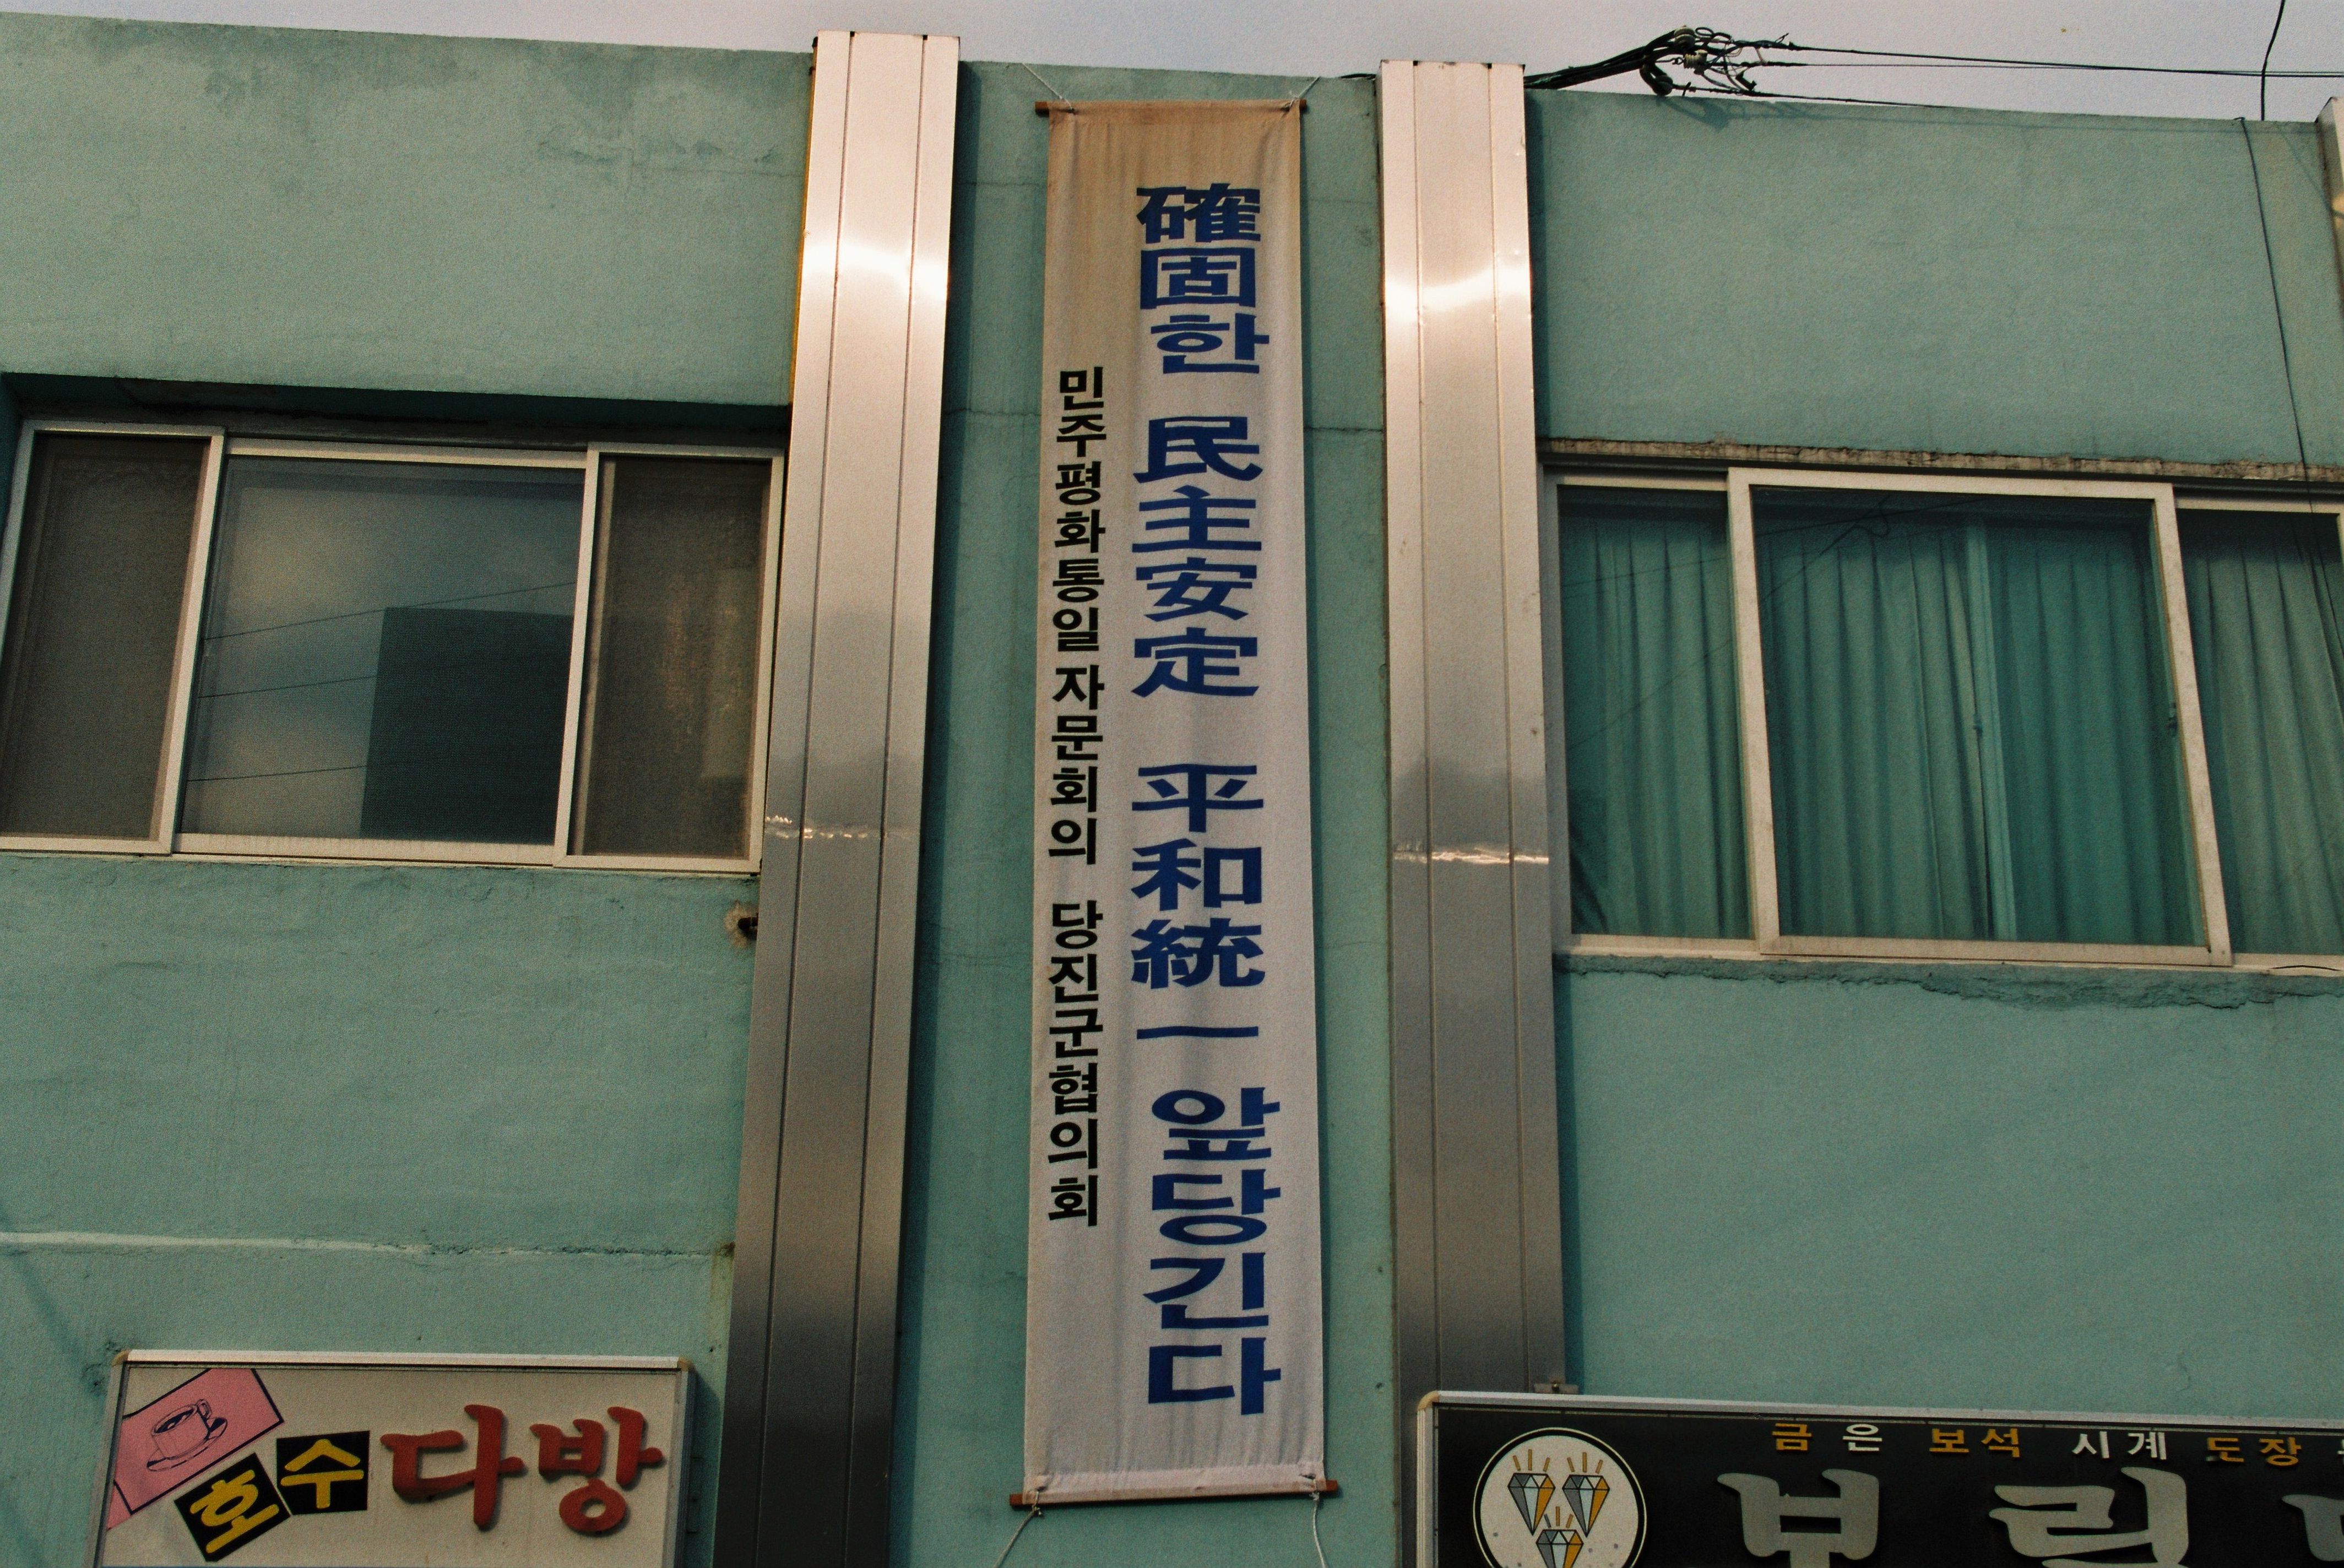 確固한 民主安定 平和統一 앞당긴다
민주평화통일 자문회의 당진군협의회
호수다방
금 은 보석 시계 도장
보림